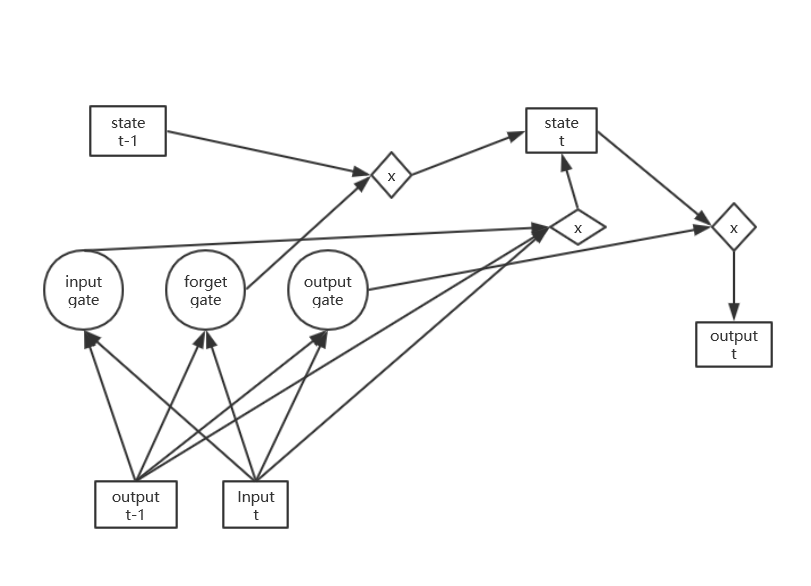 state
t-1
state
t
x
x
x
input
gate
forget
gate
output
gate
output
t
output
t-1
Input
t